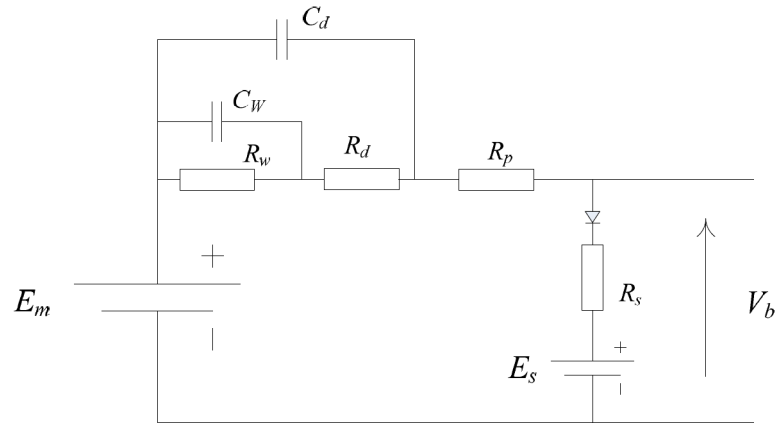 C_d
C_W
R_w
R_d
R_p
+
E_m
R_s
V_b
+
E_s